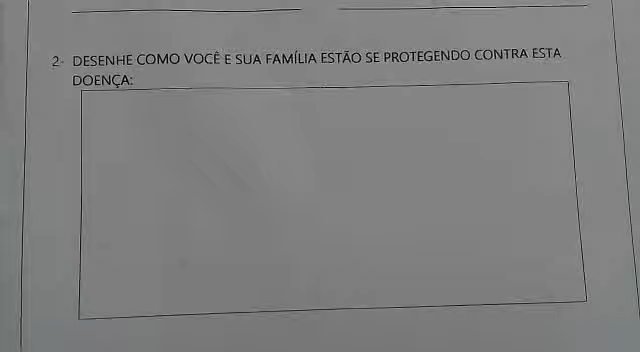 2- DESENHE COMO VOCÊ E SUA FAMÍLIA ESTÃO SE PROTEGENDO CONTRA ESTA
DOENÇA: